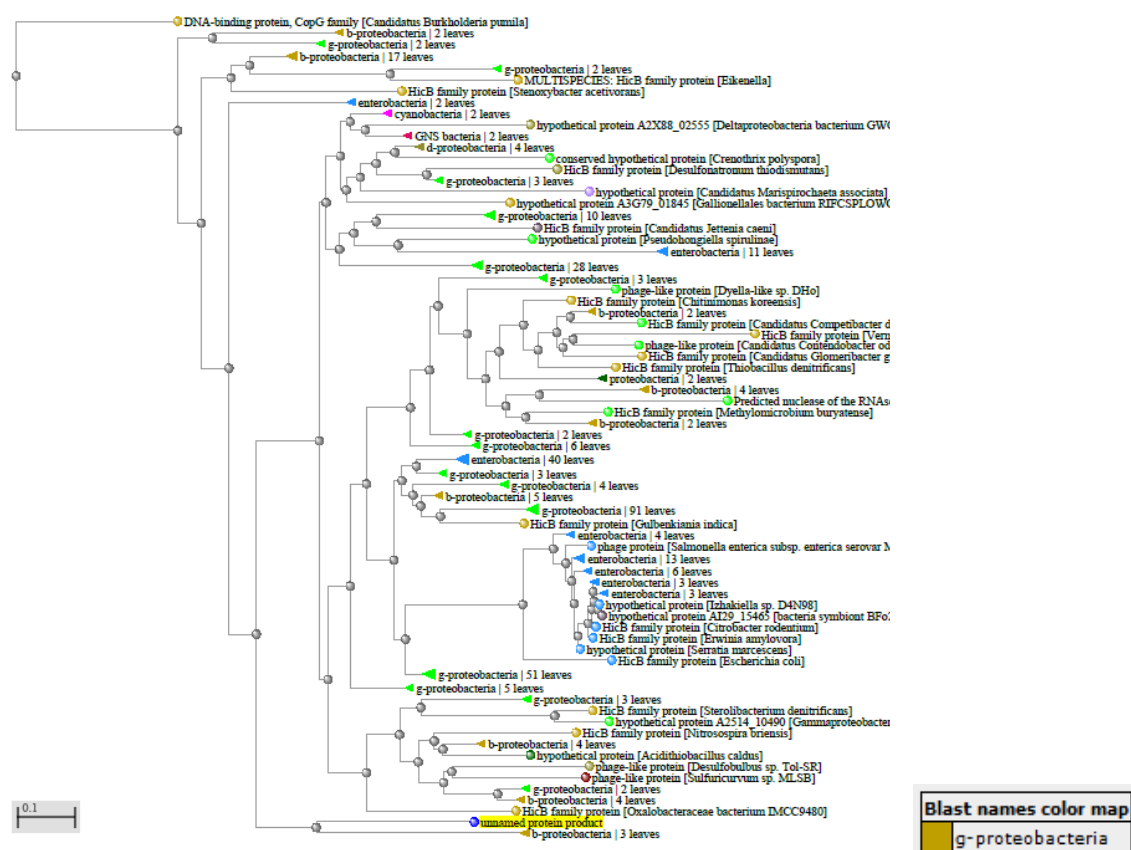 DNA-binding protein, CopG family [Candidatus Burkholderia pumila]
b-proteobacteria | 2 leaves
g-proteobacteria | 2 leaves
b-proteobacteria | 17 leaves
g-proteobacteria | 2 leaves
MULTISPECIES: HicB family protein [Eikenella]
HicB family protein [Stenoxybacter acetivorans]
enterobacteria | 2 leaves
cyanobacteria | 2 leaves
hypothetical protein A2X88_02555 [Deltaproteobacteria bacterium GWC
GNS bacteria | 2 leaves
d-proteobacteria | 4 leaves
conserved hypothetical protein [Crenothrix polyspora]
HicB family protein [Desulfonatronum thiodismutans]
g-proteobacteria | 3 leaves
hypothetical protein [Candidatus Marispirochaeta associata]
hypothetical protein A3G79_01845 [Gallionellales bacterium RIFCSPLOWO
g-proteobacteria | 10 leaves
HicB family protein [Candidatus Jettenia caeni]
hypothetical protein [Pseudohongiella spirulinae]
enterobacteria | 11 leaves
g-proteobacteria | 28 leaves
g-proteobacteria | 3 leaves
phage-like protein [Dyella-like sp. DHo]
HicB family protein [Chitinimonas koreensis]
b-proteobacteria | 2 leaves
HicB family protein [Candidatus Competibacter d
HicB family protein [Vern
phage-like protein [Candidatus Contendobacter od
HicB family protein [Candidatus Glomeribacter g
HicB family protein [Thiobacillus denitrificans]
proteobacteria | 2 leaves
b-proteobacteria | 4 leaves
Predicted nuclease of the RNAse
HicB family protein [Methylomicrobium buryatense]
b-proteobacteria | 2 leaves
g-proteobacteria | 2 leaves
g-proteobacteria | 6 leaves
enterobacteria | 40 leaves
g-proteobacteria | 3 leaves
g-proteobacteria | 4 leaves
b-proteobacteria | 5 leaves
g-proteobacteria | 91 leaves
HicB family protein [Gulbenkiania indica]
enterobacteria | 4 leaves
phage protein [Salmonella enterica subsp. enterica serovar M
enterobacteria | 13 leaves
enterobacteria | 6 leaves
enterobacteria | 3 leaves
enterobacteria | 3 leaves
hypothetical protein [Izhakiella sp. D4N98]
hypothetical protein AI29_15465 [bacteria symbiont BFo2
HicB family protein [Citrobacter rodentium]
HicB family protein [Erwinia amylovora]
hypothetical protein [Serratia marcescens]
HicB family protein [Escherichia coli]
g-proteobacteria | 51 leaves
g-proteobacteria | 5 leaves
g-proteobacteria | 3 leaves
HicB family protein [Sterolibacterium denitrificans]
hypothetical protein A2514_10490 [Gammaproteobacter
HicB family protein [Nitrosospira briensis]
b-proteobacteria | 4 leaves
hypothetical protein [Acidithiobacillus caldus]
phage-like protein [Desulfobulbus sp. Tol-SR]
phage-like protein [Sulfuricurvum sp. MLSB]
g-proteobacteria | 2 leaves
b-proteobacteria | 4 leaves
HicB family protein [Oxalobacteraceae bacterium IMCC9480]
unnamed protein product
b-proteobacteria | 3 leaves
0.1
Blast names color map
g-proteobacteria